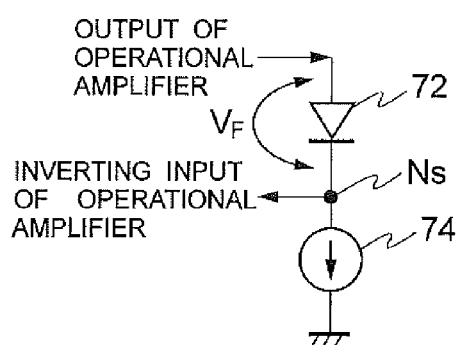 OUTPUT OF
OPERATIONAL
AMPLIFIER
72
VF
INVERTING INPUT
OF OPERATIONAL
AMPLIFIER
Ns
74